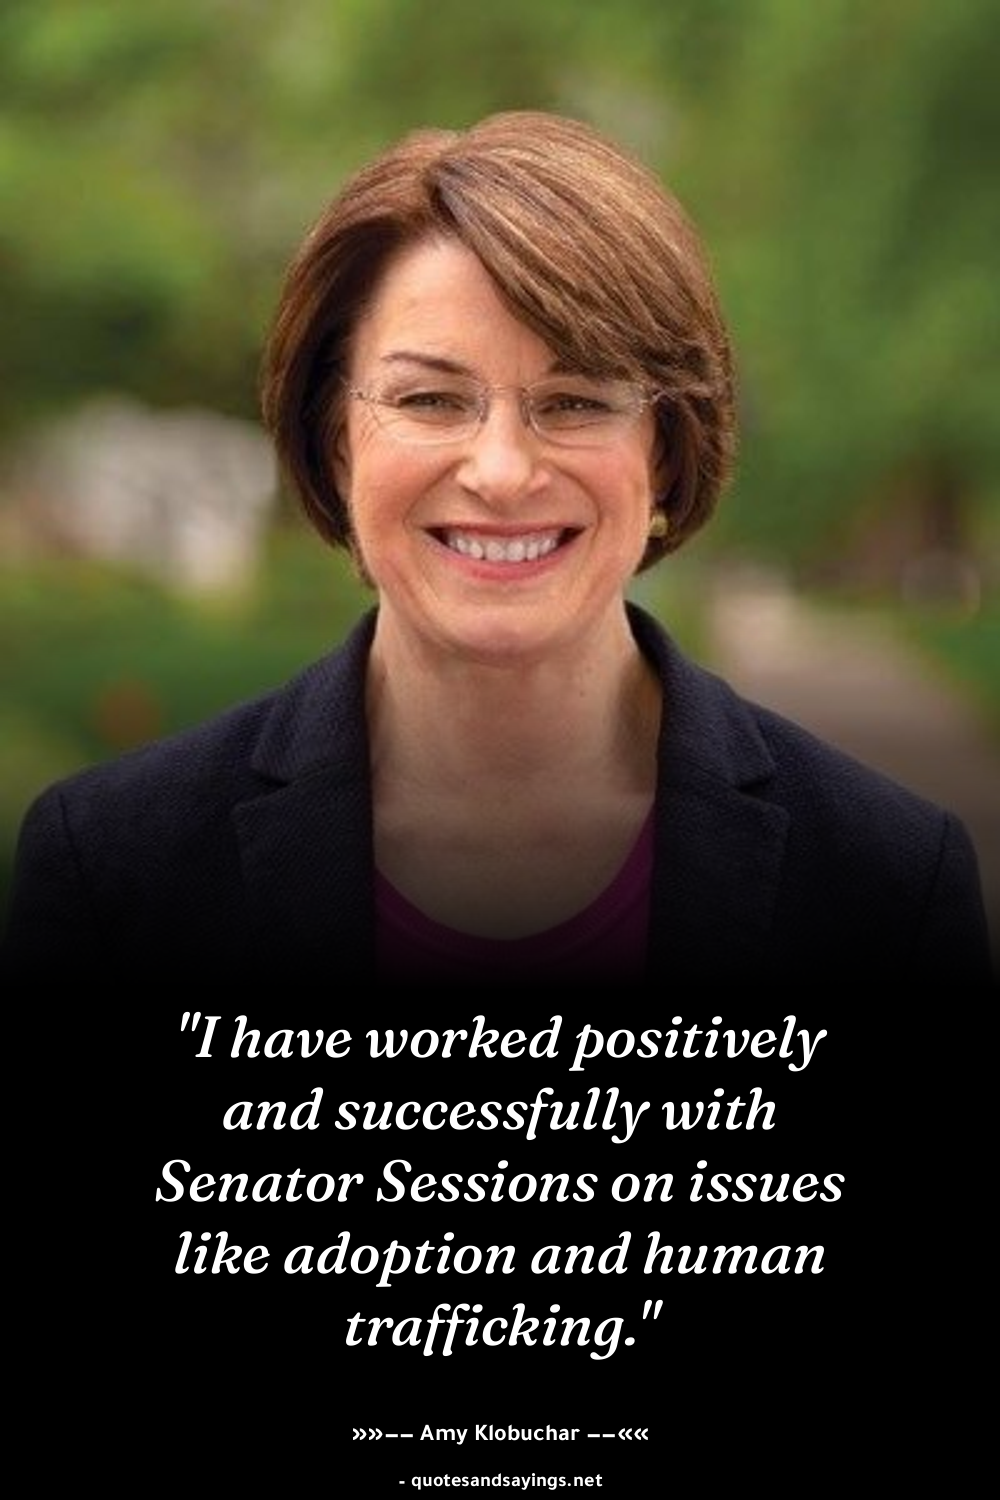 "I have worked positively
and successfully with
Senator Sessions on issues
like adoption and human
trafficking."
»»–– Amy Klobuchar ––««
- quotesandsayings.net